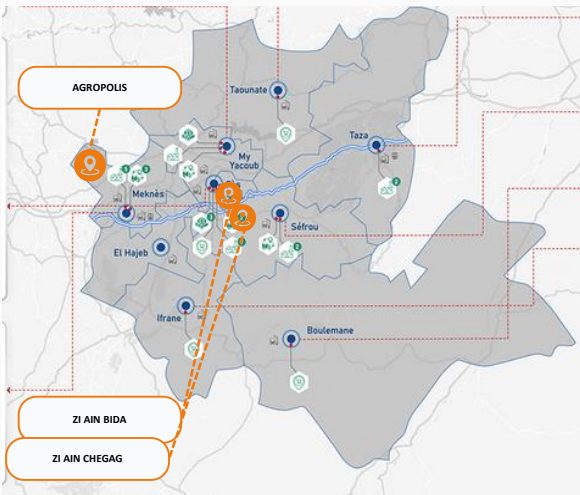 AGROPOLIS
Taounate
Taza
My
Yacoub
Meknès
Séfrou
El Hajeb
Ifrane
Boulemane
ZI AIN BIDA
ZI AIN CHEGAG